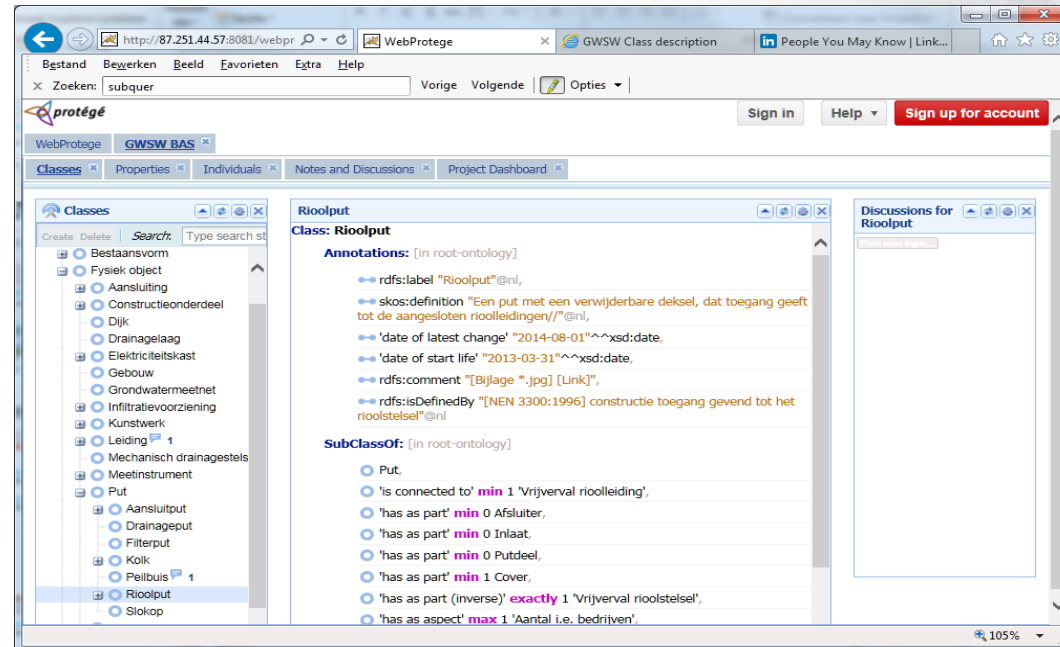 http://87.251.44.57:8081/webpr
WebProtege
GWSW Class description
People You May Know | Link...
Bestand Bewerken Beeld Favorieten Extra Help
Zoeken: subquer Vorige Volgende Opties
protégé
Sign in Help Sign up for account
WebProtege GWSW BAS
Classes Properties Individuals Notes and Discussions Project Dashboard
Classes
Create Delete Search: Type search st
Bestaansvorm
Fysiek object
Aansluiting
Constructieonderdeel
Dijk
Drainagelaag
Elektriciteitskast
Gebouw
Grondwatermeetnet
Infiltratievoorziening
Kunstwerk
Leiding 1
Mechanisch drainagestels
Meetinstrument
Put
Aansluitput
Drainageput
Filterput
Kolk
Peilbuis 1
Rioolput
Slokop
Rioolput
Class: Rioolput
Annotations: [in root-ontology]
rdfs:label "Rioolput"@nl,
skos:definition "Een put met een verwijderbare deksel, dat toegang geeft
tot de aangesloten rioolleidingen//"@nl,
'date of latest change' "2014-08-01"^^xsd:date,
'date of start life' "2013-03-31"^^xsd:date,
rdfs:comment "[Bijlage *.jpg] [Link]",
rdfs:isDefinedBy "[NEN 3300:1996] constructie toegang gevend tot het
rioolstelsel"@nl
SubClassOf: [in root-ontology]
Put,
'is connected to' min 1 'Vrijverval rioolleiding',
'has as part' min 0 Afsluiter,
'has as part' min 0 Inlaat,
'has as part' min 0 Putdeel,
'has as part' min 1 Cover,
'has as part (inverse)' exactly 1 'Vrijverval rioolstelsel',
'has as aspect' max 1 'Aantal i.e. bedrijven',
Discussions for
Rioolput
Post new topic...
105%